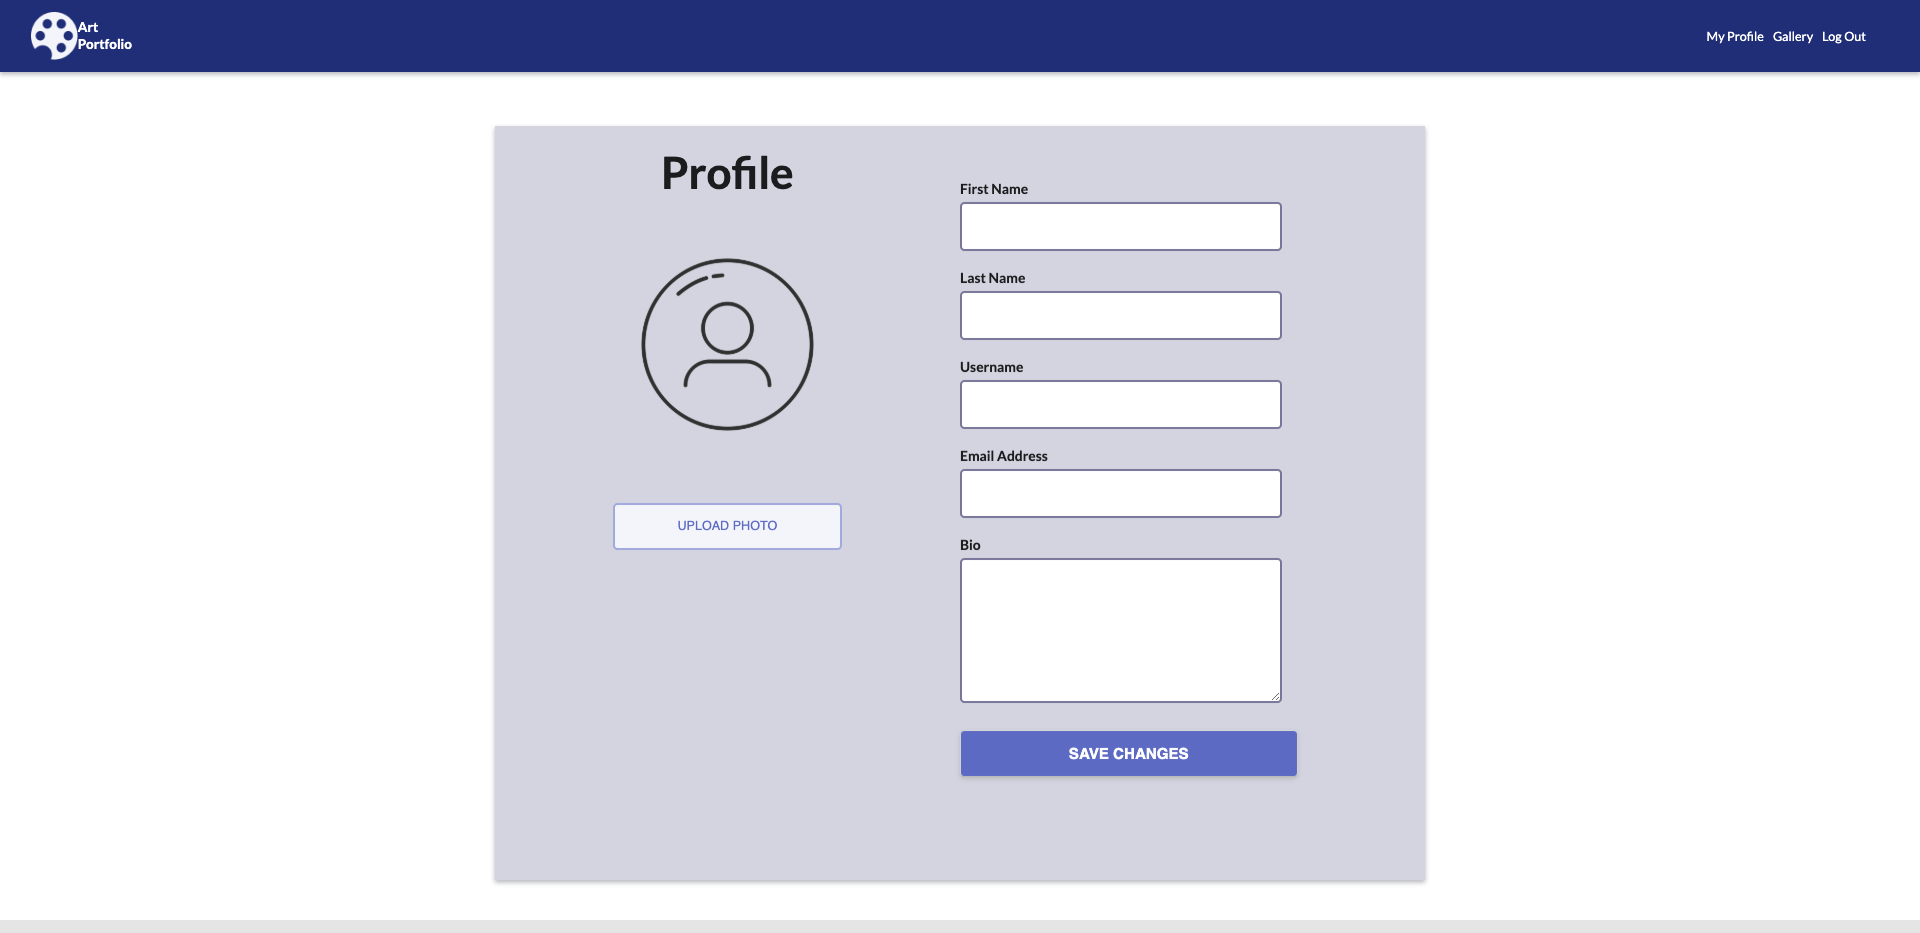 Art
Portfolio
My Profile Gallery Log Out
Profile
First Name
Last Name
Username
Email Address
Bio
UPLOAD PHOTO
SAVE CHANGES